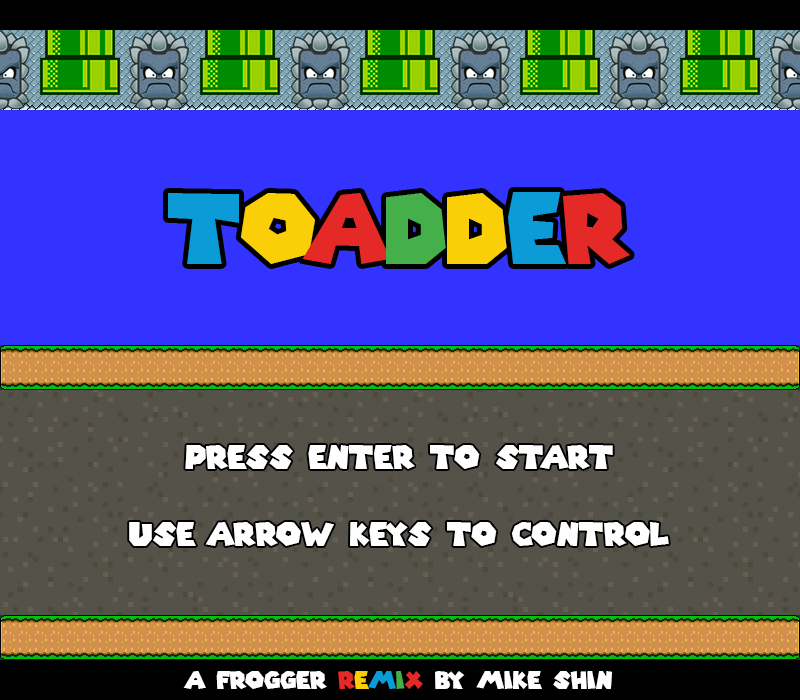 TOADDER
PRESS ENTER TO START
USE ARROW KEYS TO CONTROL
A FROGGER REMIX BY MIKE SHIN